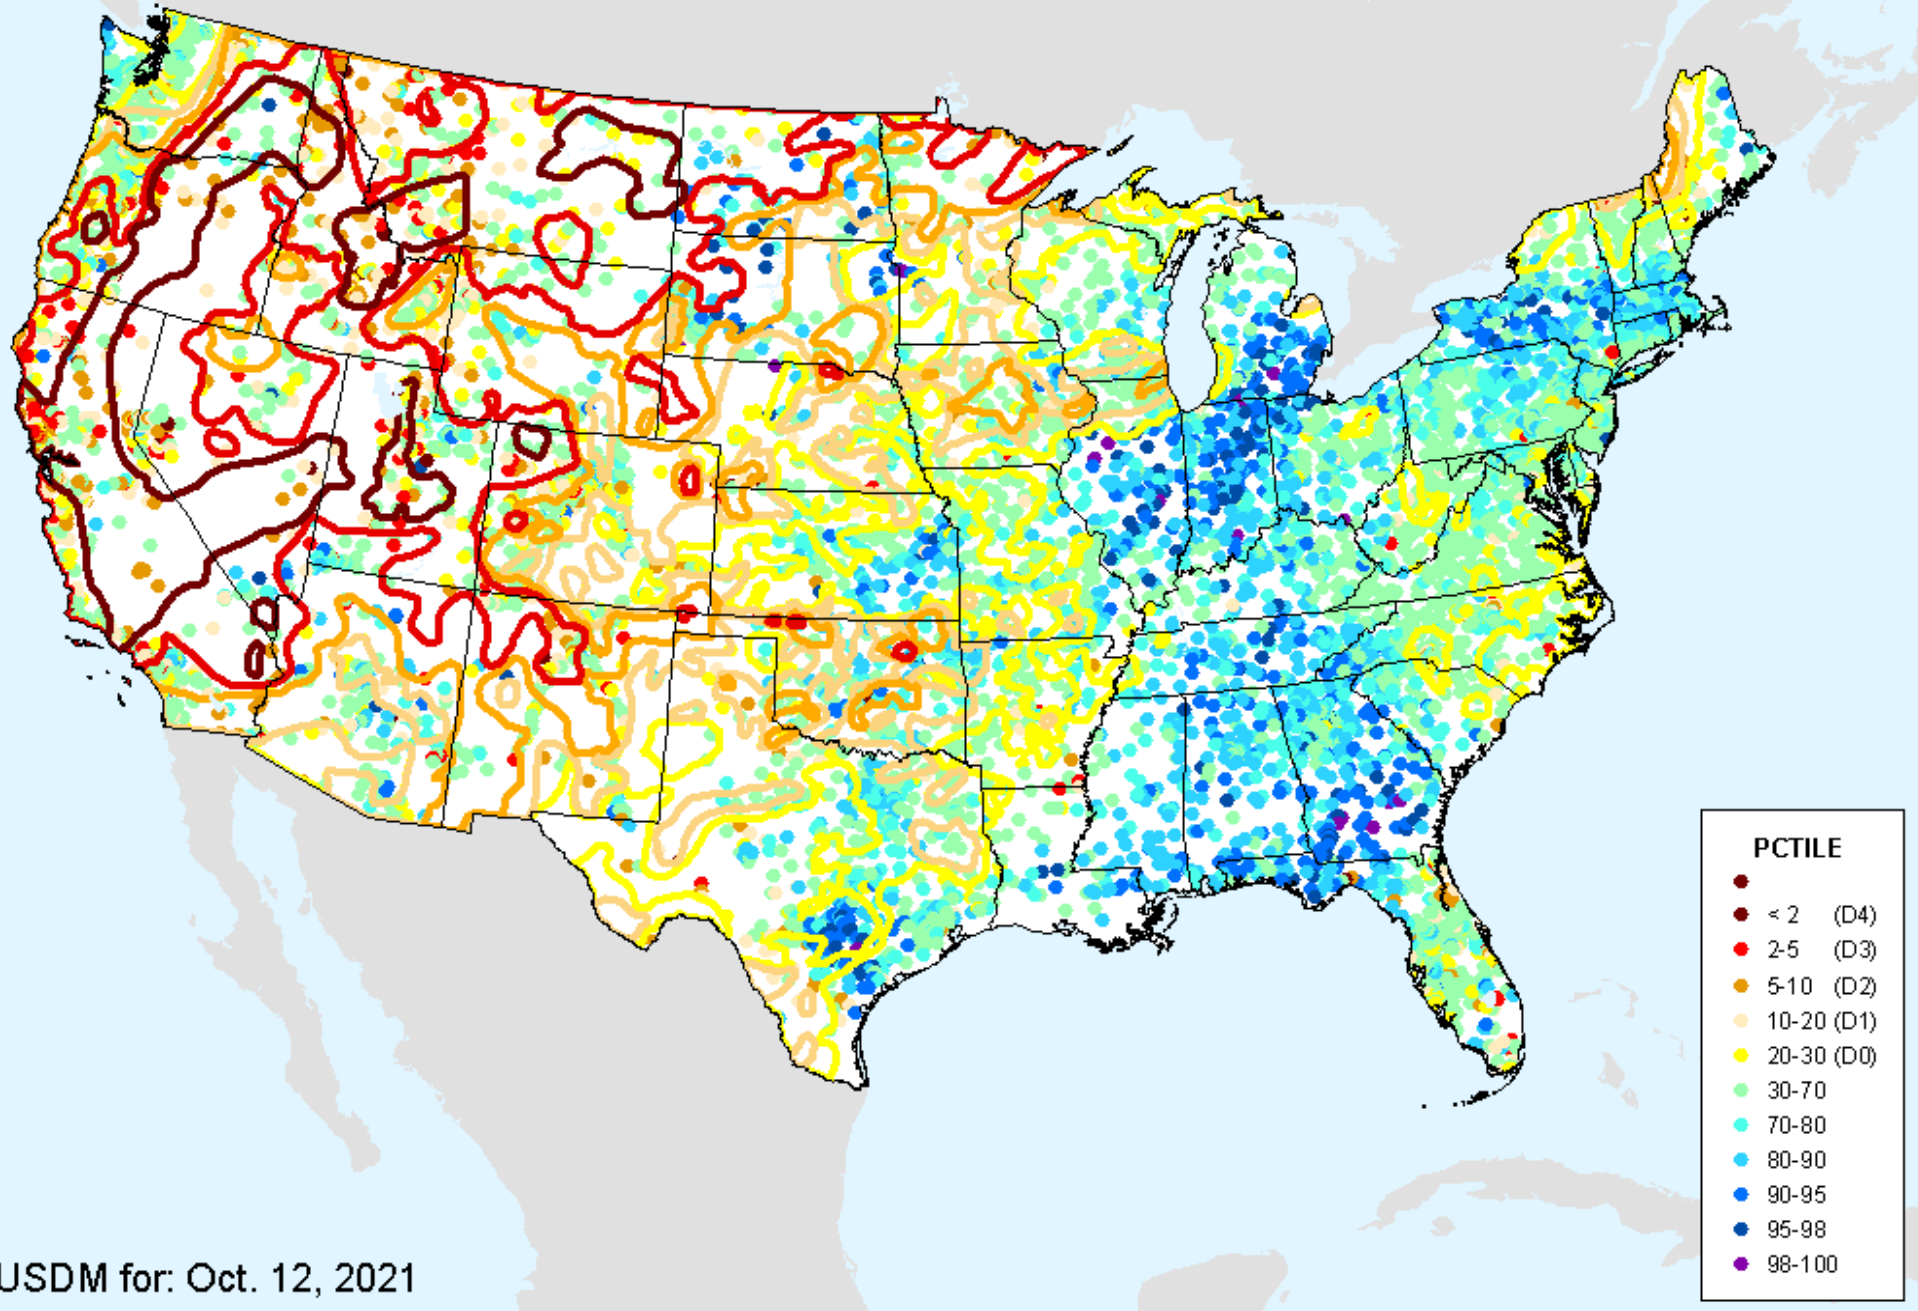 PCTILE
< 2 (D4)
2-5 (D3)
5-10 (D2)
10-20 (D1)
20-30 (D0)
30-70
70-80
80-90
90-95
95-98
98-100
USDM for: Oct. 12, 2021